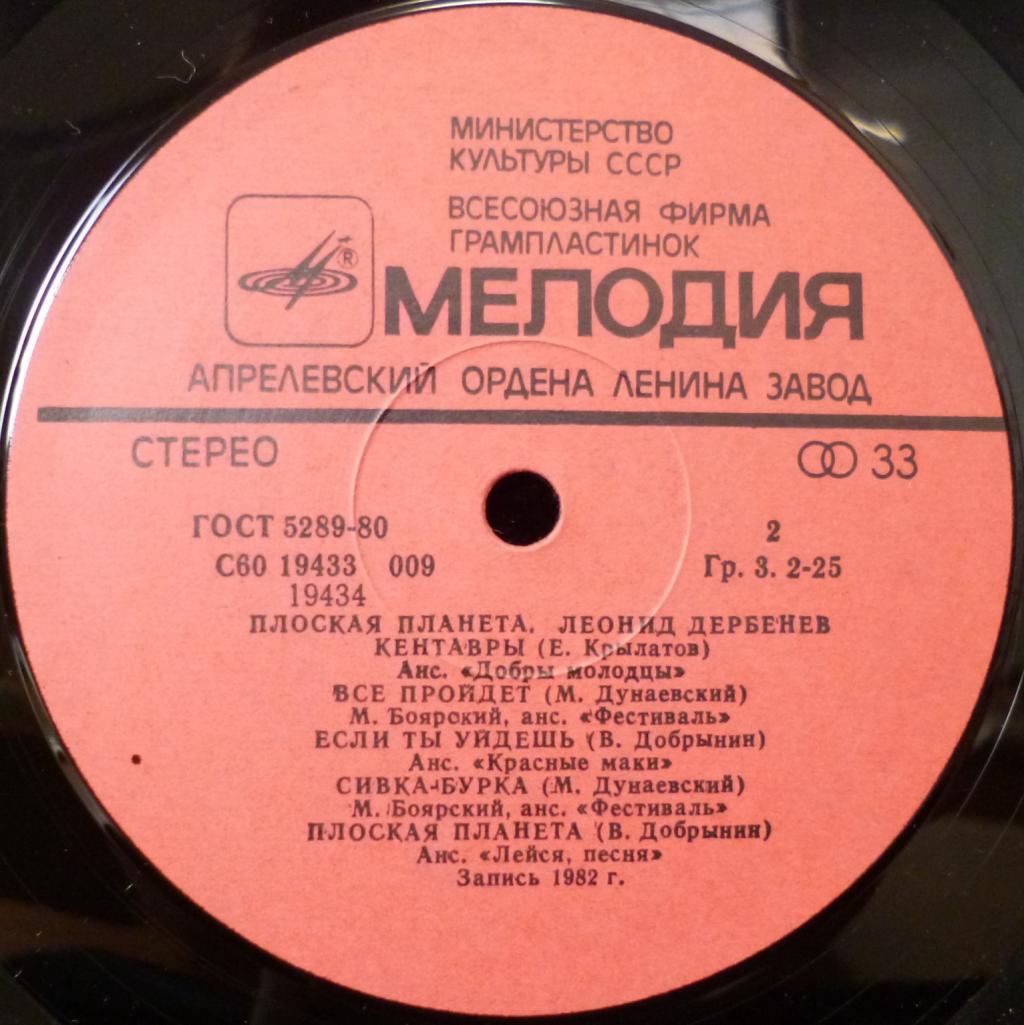 МИНИСТЕРСТВО
КУЛЬТУРЫ СССР
ВСЕСОЮЗНАЯ ФИРМА
ГРАМПЛАСТИНОК
®
МЕЛОДИЯ
АПРЕЛЕВСКИЙ ОРДЕНА ЛЕНИНА ЗАВОД
СТЕРЕО 33
ГОСТ 5289-80 2
С60 19433 009 Гр. 3. 2-25
19434
ПЛОСКАЯ ПЛАНЕТА. ЛЕОНИД ДЕРБЕНЕВ
КЕНТАВРЫ (Е. Крылатов)
Анс. «Добры молодцы»
ВСЕ ПРОЙДЕТ (М. Дунаевский)
М. Боярский, анс. «Фестиваль»
ЕСЛИ ТЫ УЙДЕШЬ (В. Добрынин)
Анс. «Красные маки»
СИВКА-БУРКА (М. Дунаевский)
М. Боярский, анс. «Фестиваль»
ПЛОСКАЯ ПЛАНЕТА (В. Добрынин)
Анс. «Лейся, песня»
Запись 1982 г.